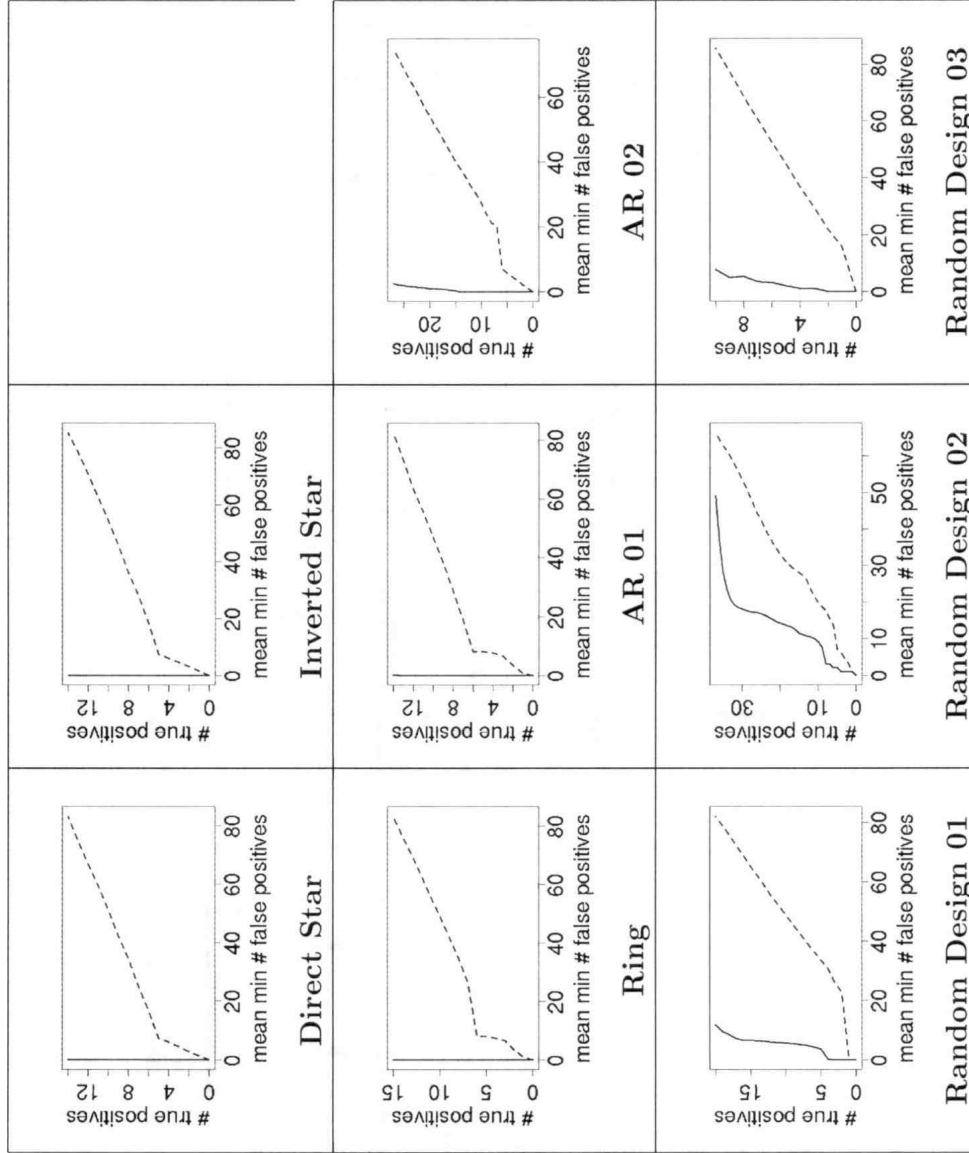 # true positives
0 4 8 12
0 20 40 60 80
mean min # false positives
Direct Star
# true positives
0 4 8 12
0 20 40 60 80
mean min # false positives
Inverted Star
# true positives
0 5 10 15
0 20 40 60 80
mean min # false positives
Ring
# true positives
0 4 8 12
0 20 40 60 80
mean min # false positives
AR 01
# true positives
0 10 20
0 20 40 60
mean min # false positives
AR 02
# true positives
0 5 15
0 20 40 60 80
mean min # false positives
Random Design 01
# true positives
0 10 30
0 10 30 50
mean min # false positives
Random Design 02
# true positives
0 4 8
0 20 40 60 80
mean min # false positives
Random Design 03